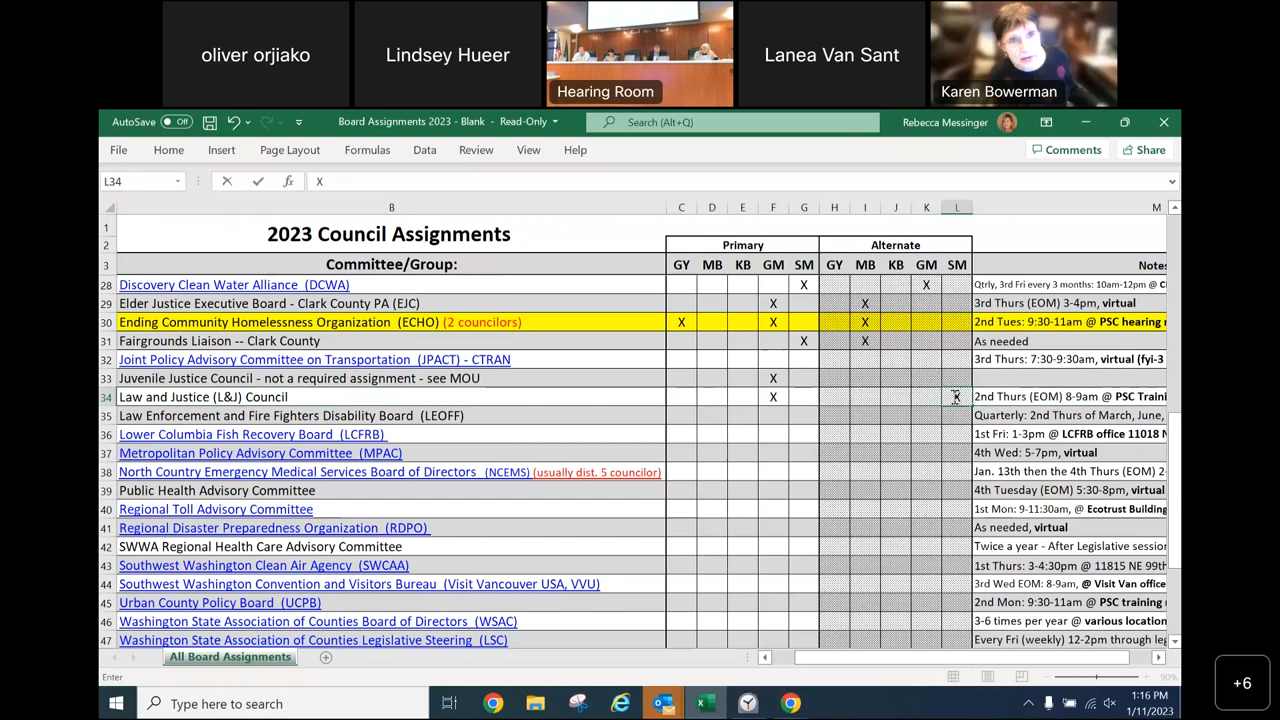 oliver orjiako
Lindsey Hueer
Hearing Room
Lanea Van Sant
Karen Bowerman
AutoSave Off
Board Assignments 2023 - Blank - Read-Only
Search (Alt+Q)
Rebecca Messinger
File Home Insert Page Layout Formulas Data Review View Help Comments Share
L34 fx X
B C D E F G H I J K L M
1 2023 Council Assignments
2 Primary Alternate
3 Committee/Group: GY MB KB GM SM GY MB KB GM SM Notes
28 Discovery Clean Water Alliance (DCWA) X X Qtrly, 3rd Fri every 3 months: 10am-12pm @ C
29 Elder Justice Executive Board - Clark County PA (EJC) X X 3rd Thurs (EOM) 3-4pm, virtual
30 Ending Community Homelessness Organization (ECHO) (2 councilors) X X X 2nd Tues: 9:30-11am @ PSC hearing r
31 Fairgrounds Liaison -- Clark County X X As needed
32 Joint Policy Advisory Committee on Transportation (JPACT) - CTRAN 3rd Thurs: 7:30-9:30am, virtual (fyi-3
33 Juvenile Justice Council - not a required assignment - see MOU X
34 Law and Justice (L&J) Council X X 2nd Thurs (EOM) 8-9am @ PSC Traini
35 Law Enforcement and Fire Fighters Disability Board (LEOFF) Quarterly: 2nd Thurs of March, June,
36 Lower Columbia Fish Recovery Board (LCFRB) 1st Fri: 1-3pm @ LCFRB office 11018 N
37 Metropolitan Policy Advisory Committee (MPAC) 4th Wed: 5-7pm, virtual
38 North Country Emergency Medical Services Board of Directors (NCEMS) (usually dist. 5 councilor) Jan. 13th then the 4th Thurs (EOM) 2-
39 Public Health Advisory Committee 4th Tuesday (EOM) 5:30-8pm, virtual
40 Regional Toll Advisory Committee 1st Mon: 9-11:30am, @ Ecotrust Building
41 Regional Disaster Preparedness Organization (RDPO) As needed, virtual
42 SWWA Regional Health Care Advisory Committee Twice a year - After Legislative session
43 Southwest Washington Clean Air Agency (SWCAA) 1st Thurs: 3-4:30pm @ 11815 NE 99th
44 Southwest Washington Convention and Visitors Bureau (Visit Vancouver USA, VVU) 3rd Wed EOM: 8-9am, @ Visit Van office
45 Urban County Policy Board (UCPB) 2nd Mon: 9:30-11am @ PSC training
46 Washington State Association of Counties Board of Directors (WSAC) 3-6 times per year @ various location
47 Washington State Association of Counties Legislative Steering (LSC) Every Fri (weekly) 12-2pm through leg
All Board Assignments
Enter 90%
Type here to search
1:16 PM
1/11/2023
+6